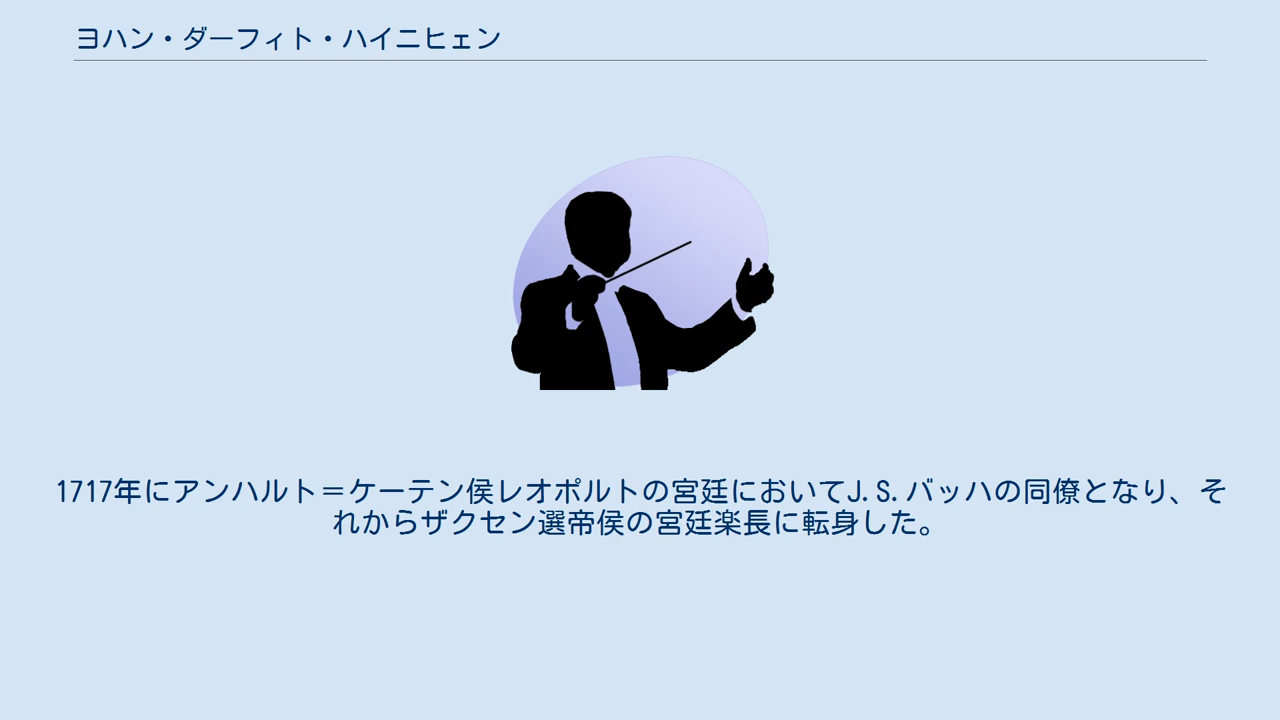 ヨハン・ダーフィト・ハイニヒェン
1717年にアンハルト＝ケーテン侯レオポルトの宮廷においてJ.S.バッハの同僚となり、そ
れからザクセン選帝侯の宮廷楽長に転身した。